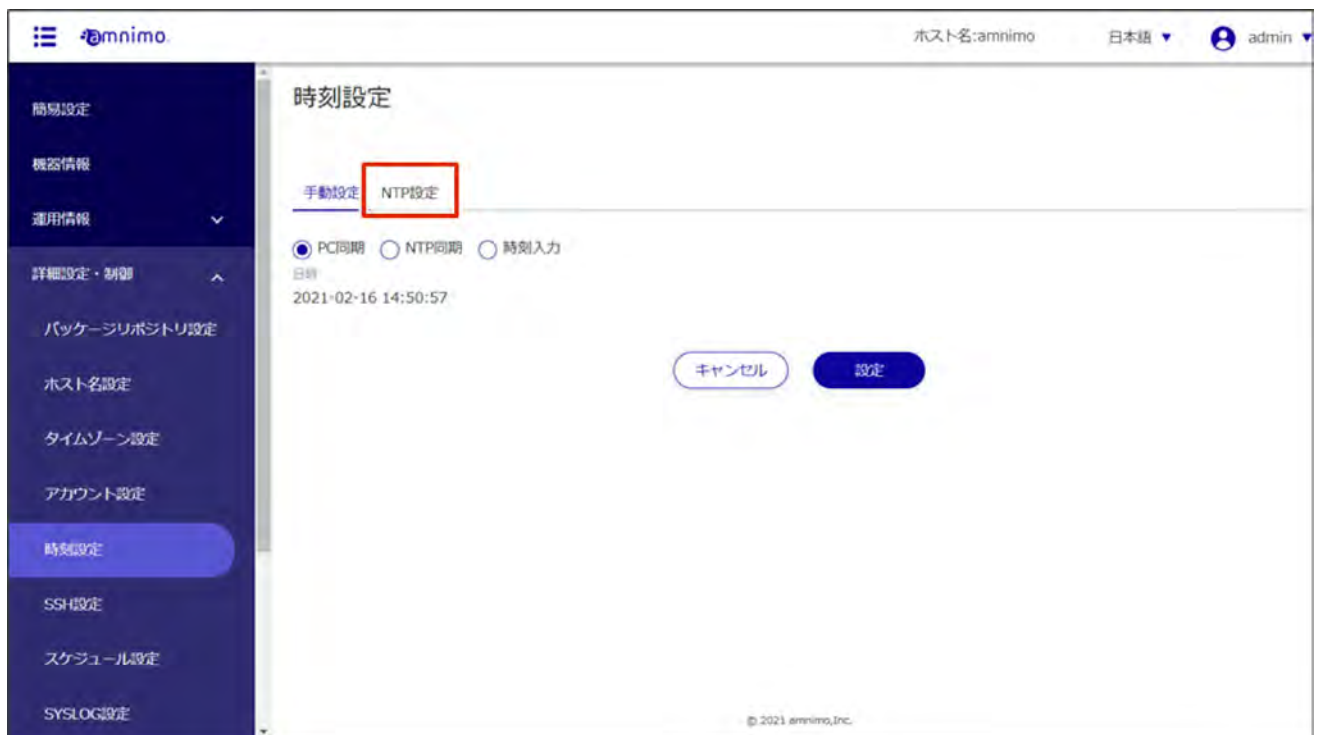 amnimo
ホスト名:amnimo
日本語 ▼
admin ▼
簡易設定
機器情報
運用情報
詳細設定・制御
パッケージリポジトリ設定
ホスト名設定
タイムゾーン設定
アカウント設定
時刻設定
SSH設定
スケジュール設定
SYSLOG設定
時刻設定
手動設定 NTP設定
PC同期 NTP同期 時刻入力
日時
2021-02-16 14:50:57
キャンセル 設定
© 2021 amnimo,Inc.